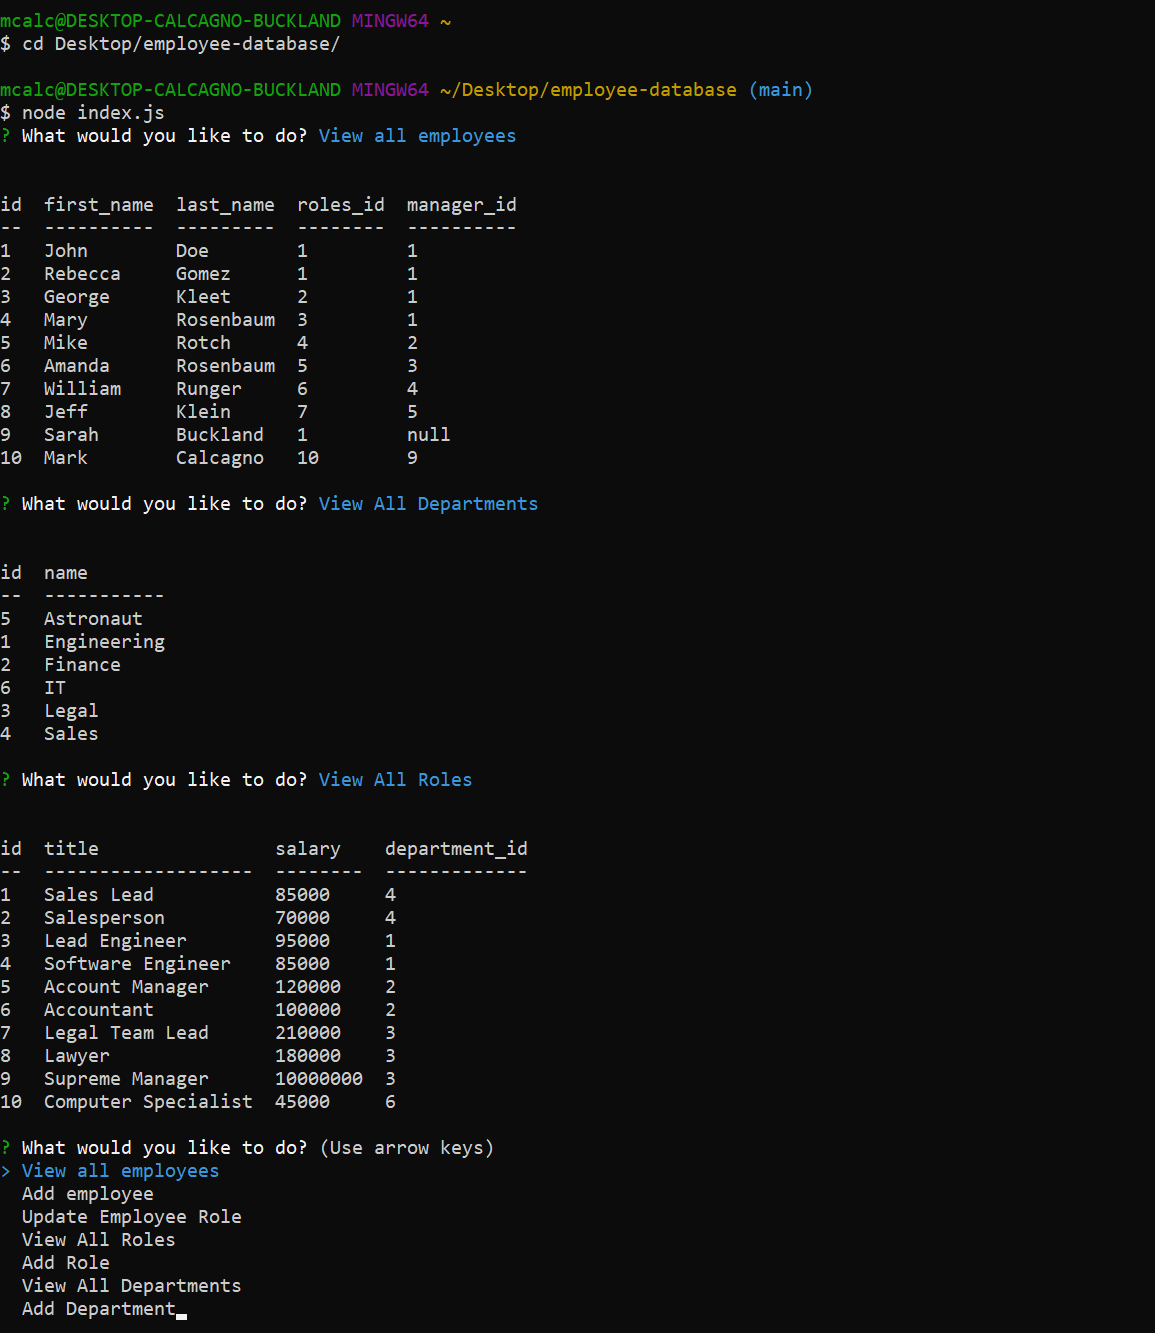 mcalc@DESKTOP-CALCAGNO-BUCKLAND MINGW64 ~
$ cd Desktop/employee-database/
mcalc@DESKTOP-CALCAGNO-BUCKLAND MINGW64 ~/Desktop/employee-database (main)
$ node index.js
? What would you like to do? View all employees
id  first_name  last_name  roles_id  manager_id
--  ----------  ---------  --------  ----------
1   John        Doe        1         1
2   Rebecca     Gomez      1         1
3   George      Kleet      2         1
4   Mary        Rosenbaum  3         1
5   Mike        Rotch      4         2
6   Amanda      Rosenbaum  5         3
7   William     Runger     6         4
8   Jeff        Klein      7         5
9   Sarah       Buckland   1         null
10  Mark        Calcagno   10        9
? What would you like to do? View All Departments
id  name
--  -----------
5   Astronaut
1   Engineering
2   Finance
6   IT
3   Legal
4   Sales
? What would you like to do? View All Roles
id  title                salary    department_id
--  -------------------  --------  -------------
1   Sales Lead           85000     4
2   Salesperson          70000     4
3   Lead Engineer        95000     1
4   Software Engineer    85000     1
5   Account Manager      120000    2
6   Accountant           100000    2
7   Legal Team Lead      210000    3
8   Lawyer               180000    3
9   Supreme Manager      10000000  3
10  Computer Specialist  45000     6
? What would you like to do? (Use arrow keys)
> View all employees
  Add employee
  Update Employee Role
  View All Roles
  Add Role
  View All Departments
  Add Department